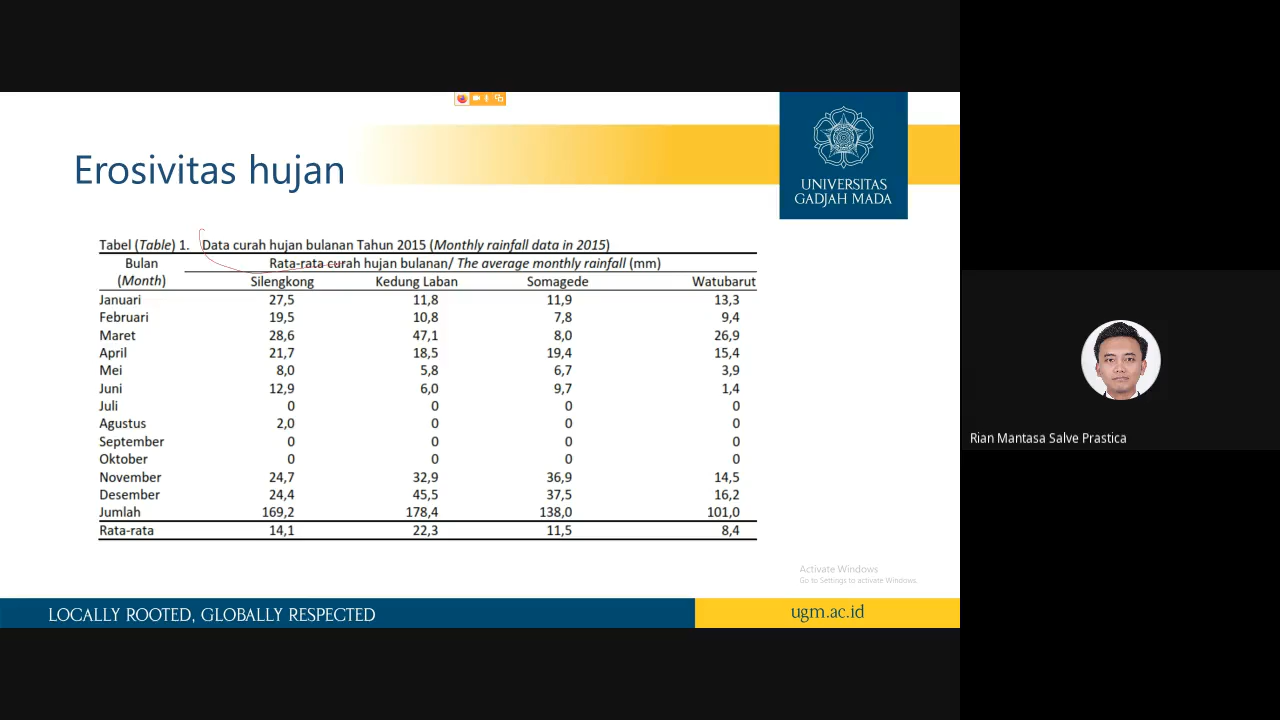 Erosivitas hujan
UNIVERSITAS
GADJAH MADA
Tabel (Table) 1. Data curah hujan bulanan Tahun 2015 (Monthly rainfall data in 2015)
Bulan Rata-rata curah hujan bulanan/ The average monthly rainfall (mm)
(Month) Silengkong Kedung Laban Somagede Watubarut
Januari 27,5 11,8 11,9 13,3
Februari 19,5 10,8 7,8 9,4
Maret 28,6 47,1 8,0 26,9
April 21,7 18,5 19,4 15,4
Mei 8,0 5,8 6,7 3,9
Juni 12,9 6,0 9,7 1,4
Juli 0 0 0 0
Agustus 2,0 0 0 0
September 0 0 0 0
Oktober 0 0 0 0
November 24,7 32,9 36,9 14,5
Desember 24,4 45,5 37,5 16,2
Jumlah 169,2 178,4 138,0 101,0
Rata-rata 14,1 22,3 11,5 8,4
Activate Windows
Go to Settings to activate Windows.
LOCALLY ROOTED, GLOBALLY RESPECTED
ugm.ac.id
Rian Mantasa Salve Prastica